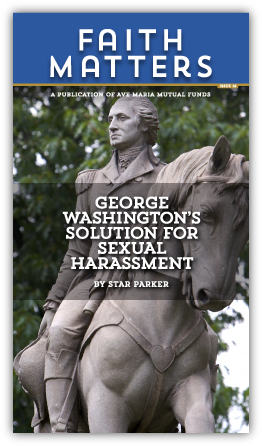 FAITH
MATTERS
A PUBLICATION OF AVE MARIA MUTUAL FUNDS
GEORGE
WASHINGTON'S
SOLUTION FOR
SEXUAL
HARASSMENT
BY STAR PARKER